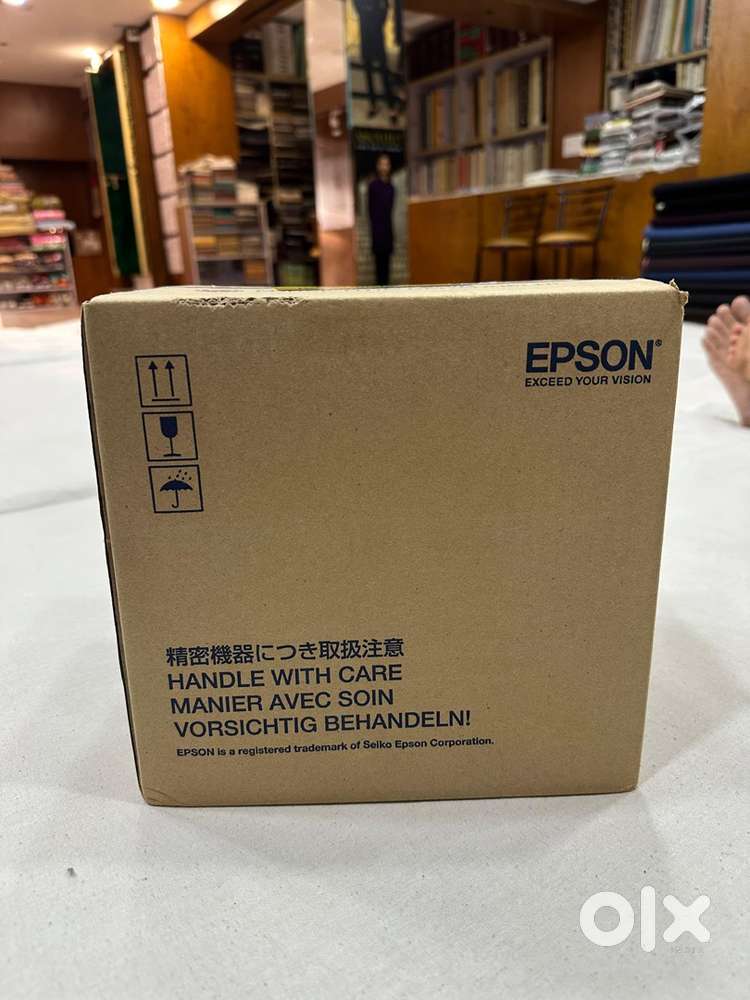 EPSON®
EXCEED YOUR VISION
精密機器につき取扱注意
HANDLE WITH CARE
MANIER AVEC SOIN
VORSICHTIG BEHANDELN!
EPSON is a registered trademark of Seiko Epson Corporation.
olx